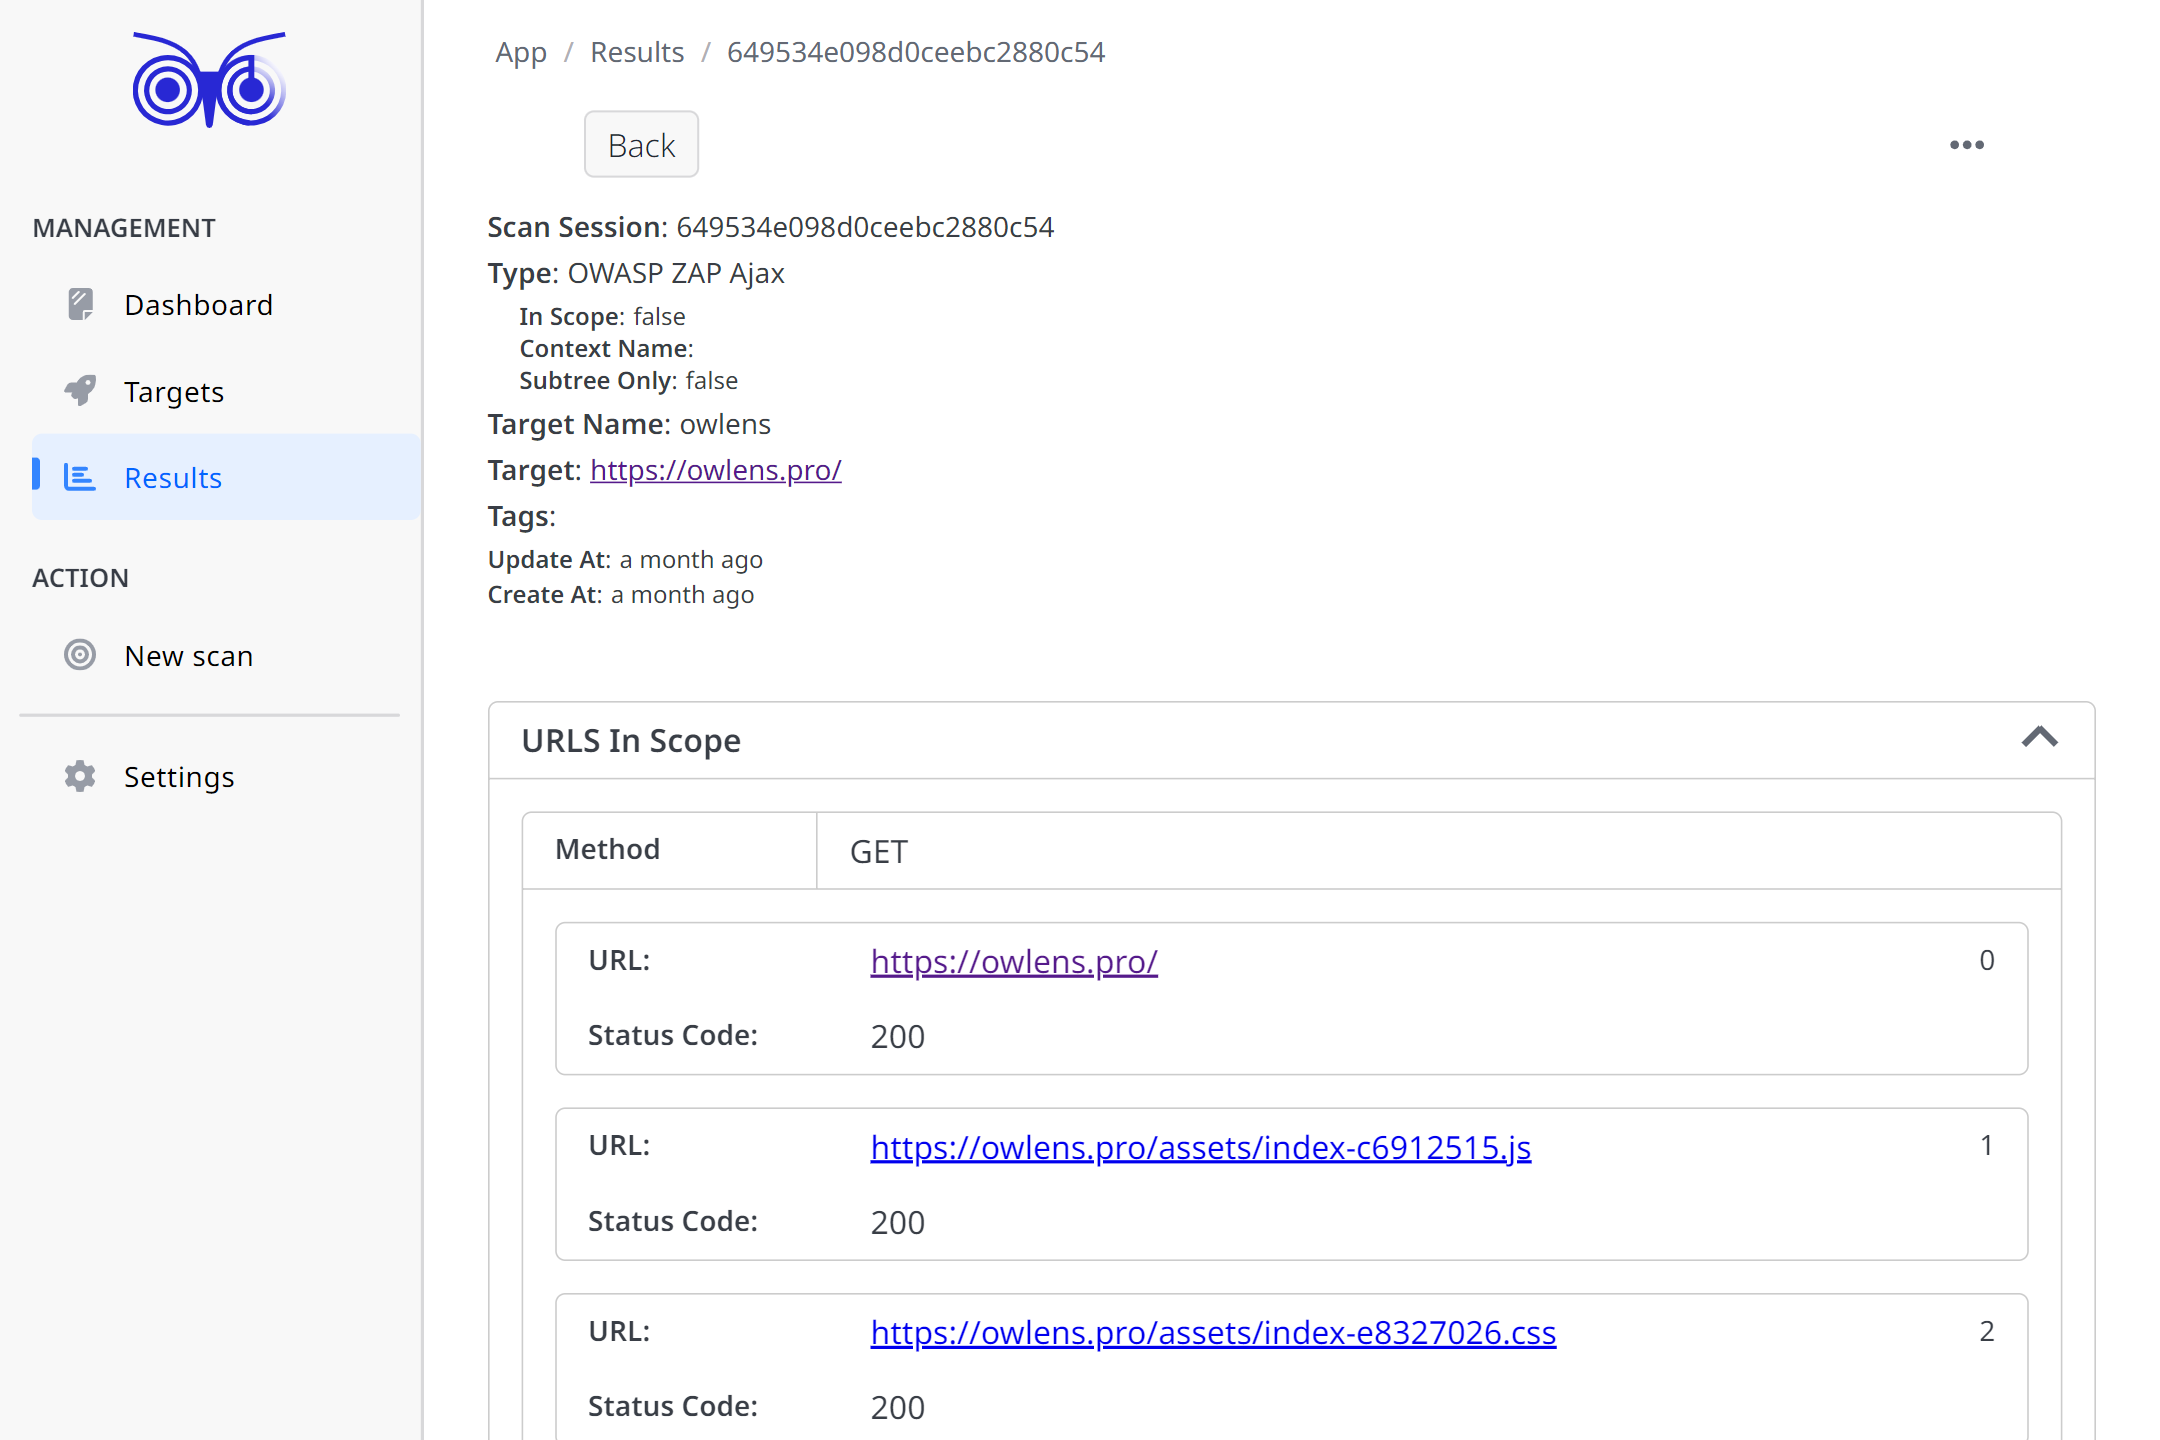 App / Results / 649534e098d0ceebc2880c54
Back
MANAGEMENT
Dashboard
Targets
Results
ACTION
New scan
Settings
Scan Session: 649534e098d0ceebc2880c54
Type: OWASP ZAP Ajax
In Scope: false
Context Name:
Subtree Only: false
Target Name: owlens
Target: https://owlens.pro/
Tags:
Update At: a month ago
Create At: a month ago
URLS In Scope
Method GET
URL: https://owlens.pro/ 0
Status Code: 200
URL: https://owlens.pro/assets/index-c6912515.js 1
Status Code: 200
URL: https://owlens.pro/assets/index-e8327026.css 2
Status Code: 200